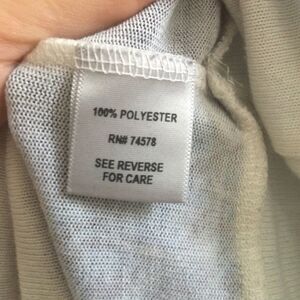 100% POLYESTER
RN# 74578
SEE REVERSE
FOR CARE